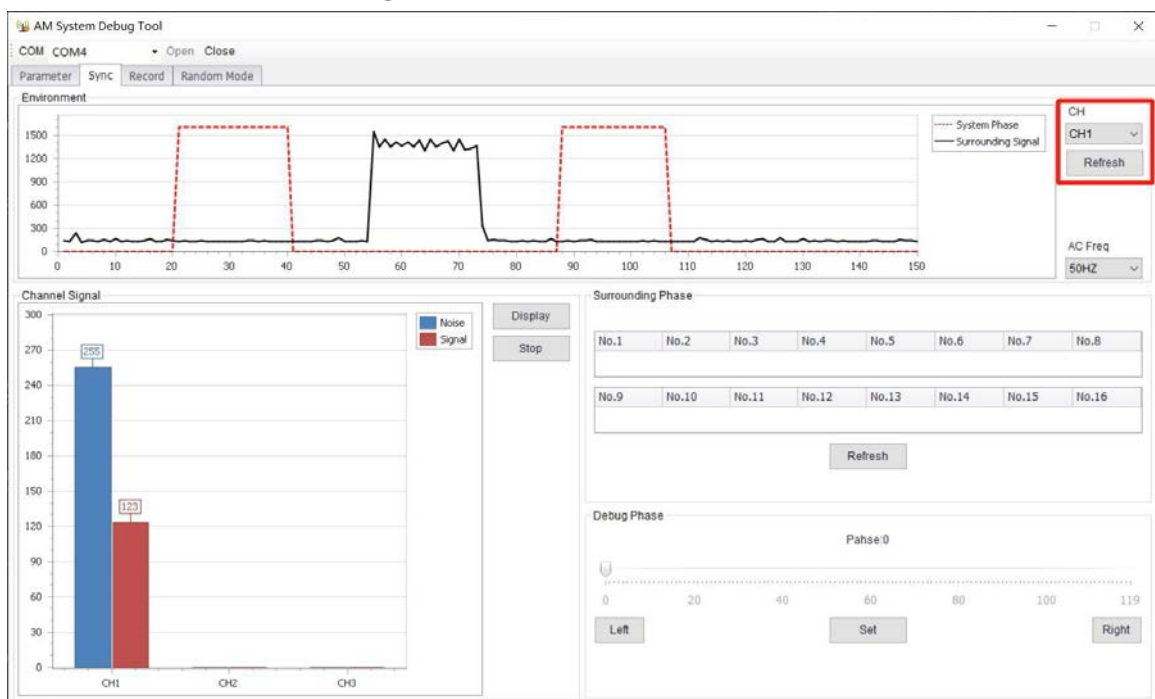 AM System Debug Tool
COM COM4 Open Close
Parameter Sync Record Random Mode
Environment
1500
1200
900
600
300
0
0 10 20 30 40 50 60 70 80 90 100 110 120 130 140 150
System Phase
Surrounding Signal
CH
CH1
Refresh
AC Freq
50HZ
Channel Signal
300
270
240
210
180
150
120
90
60
30
0
255
123
CH1 CH2 CH3
Noise
Signal
Display
Stop
Surrounding Phase
No.1 No.2 No.3 No.4 No.5 No.6 No.7 No.8
No.9 No.10 No.11 No.12 No.13 No.14 No.15 No.16
Refresh
Debug Phase
Pahse:0
0 20 40 60 80 100 119
Left Set Right